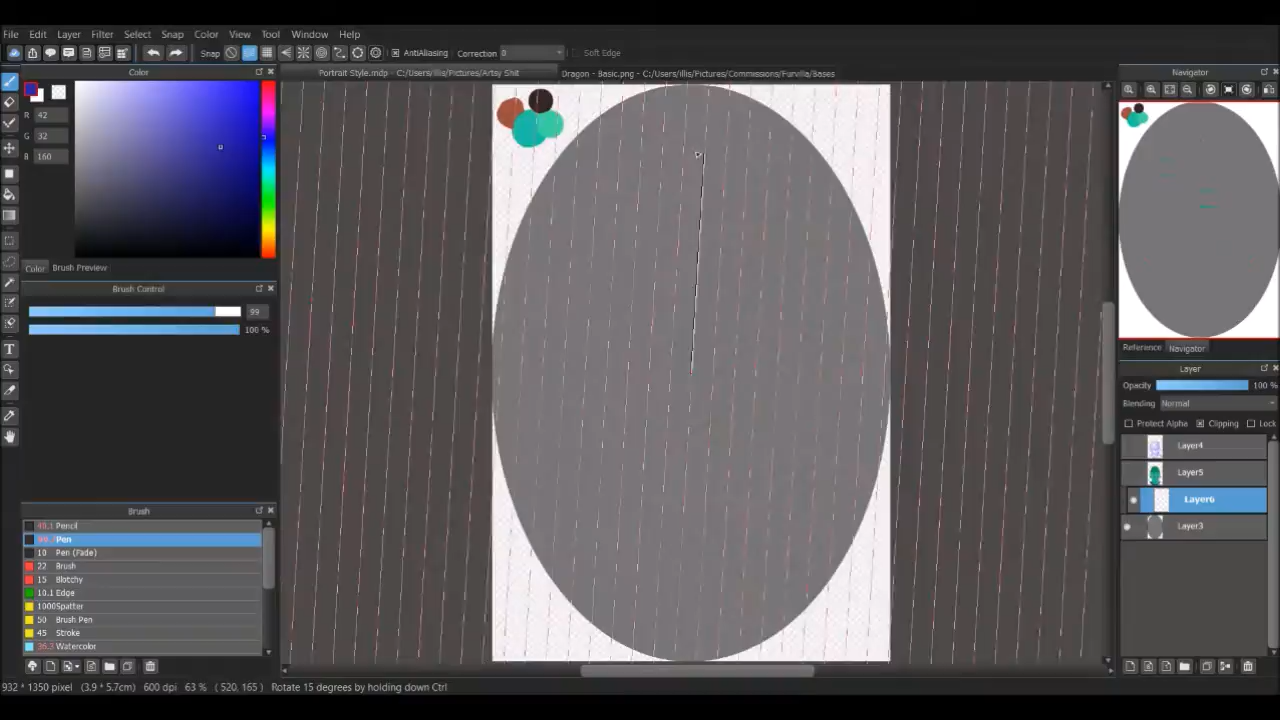 File Edit Layer Filter Select Snap Color View Tool Window Help
Snap AntiAliasing Correction 0 Soft Edge
Color
Portrait Style.mdp - C:/Users/illis/Pictures/Artsy Shit
Dragon - Basic.png - C:/Users/illis/Pictures/Commissions/Furvilla/Bases
Navigator
R 42
G 32
B 160
Color Brush Preview
Brush Control
99
100 %
Reference Navigator
Layer
Opacity 100 %
Blending Normal
Protect Alpha Clipping Lock
Layer4
Layer5
Layer6
Layer3
Brush
Pencil
Pen
10 Pen (Fade)
22 Brush
15 Blotchy
10.1 Edge
1000 Spatter
50 Brush Pen
45 Stroke
36.3 Watercolor
932 * 1350 pixel (3.9 * 5.7cm) 600 dpi 63 % ( 520, 165 ) Rotate 15 degrees by holding down Ctrl